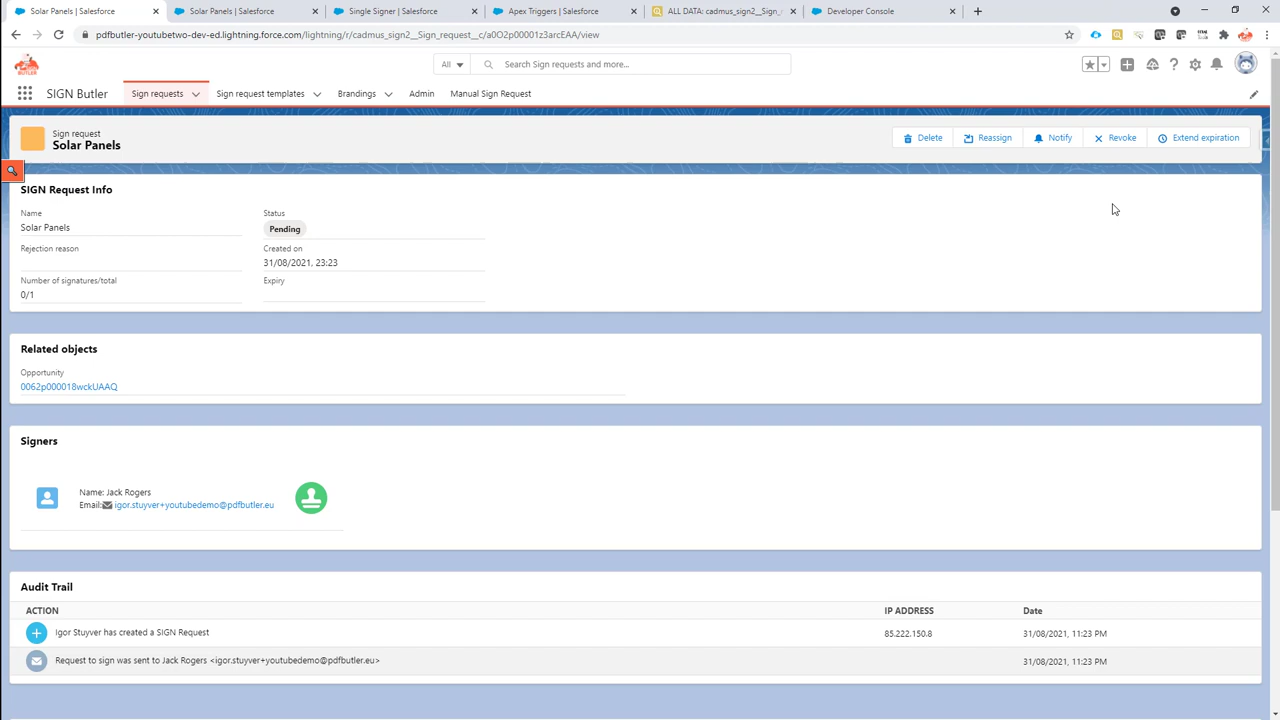 Solar Panels | Salesforce
Solar Panels | Salesforce
Single Signer | Salesforce
Apex Triggers | Salesforce
ALL DATA: cadmus_sign2__Sign_
Developer Console
pdfbutler-youtubetwo-dev-ed.lightning.force.com/lightning/r/cadmus_sign2__Sign_request__c/a0O2p00001z3arcEAA/view
BUTLER
All
Search Sign requests and more...
SIGN Butler
Sign requests
Sign request templates
Brandings
Admin
Manual Sign Request
Sign request
Solar Panels
Delete
Reassign
Notify
Revoke
Extend expiration
SIGN Request Info
Name
Status
Solar Panels
Pending
Rejection reason
Created on
31/08/2021, 23:23
Number of signatures/total
Expiry
0/1
Related objects
Opportunity
0062p000018wckUAAQ
Signers
Name: Jack Rogers
Email: igor.stuyver+youtubedemo@pdfbutler.eu
Audit Trail
ACTION
IP ADDRESS
Date
Igor Stuyver has created a SIGN Request
85.222.150.8
31/08/2021, 11:23 PM
Request to sign was sent to Jack Rogers <igor.stuyver+youtubedemo@pdfbutler.eu>
31/08/2021, 11:23 PM